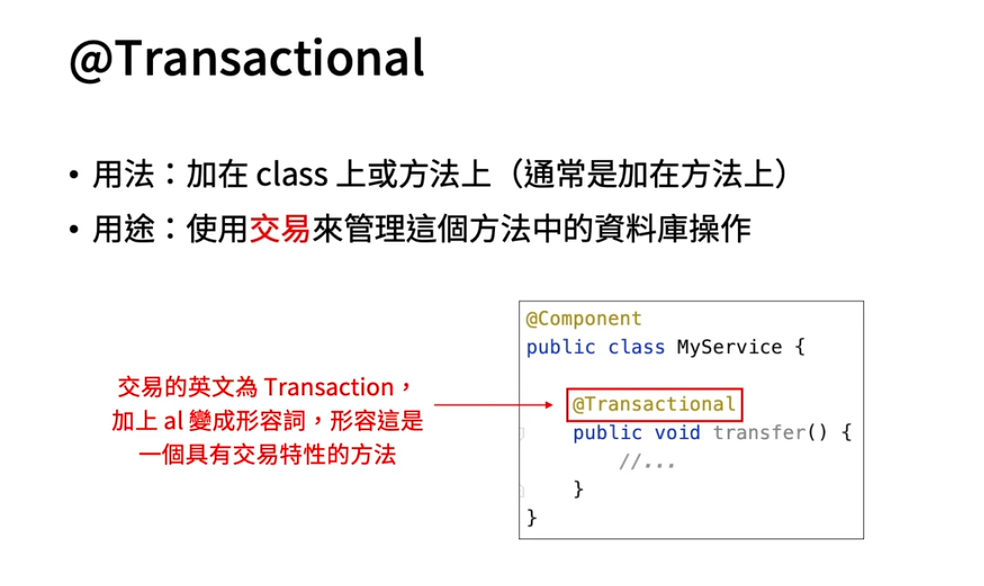 @Transactional
• 用法：加在 class 上或方法上（通常是加在方法上）
• 用途：使用交易來管理這個方法中的資料庫操作
交易的英文為 Transaction，
加上 al 變成形容詞，形容這是
一個具有交易特性的方法
@Component
public class MyService {
@Transactional
public void transfer() {
//...
}
}